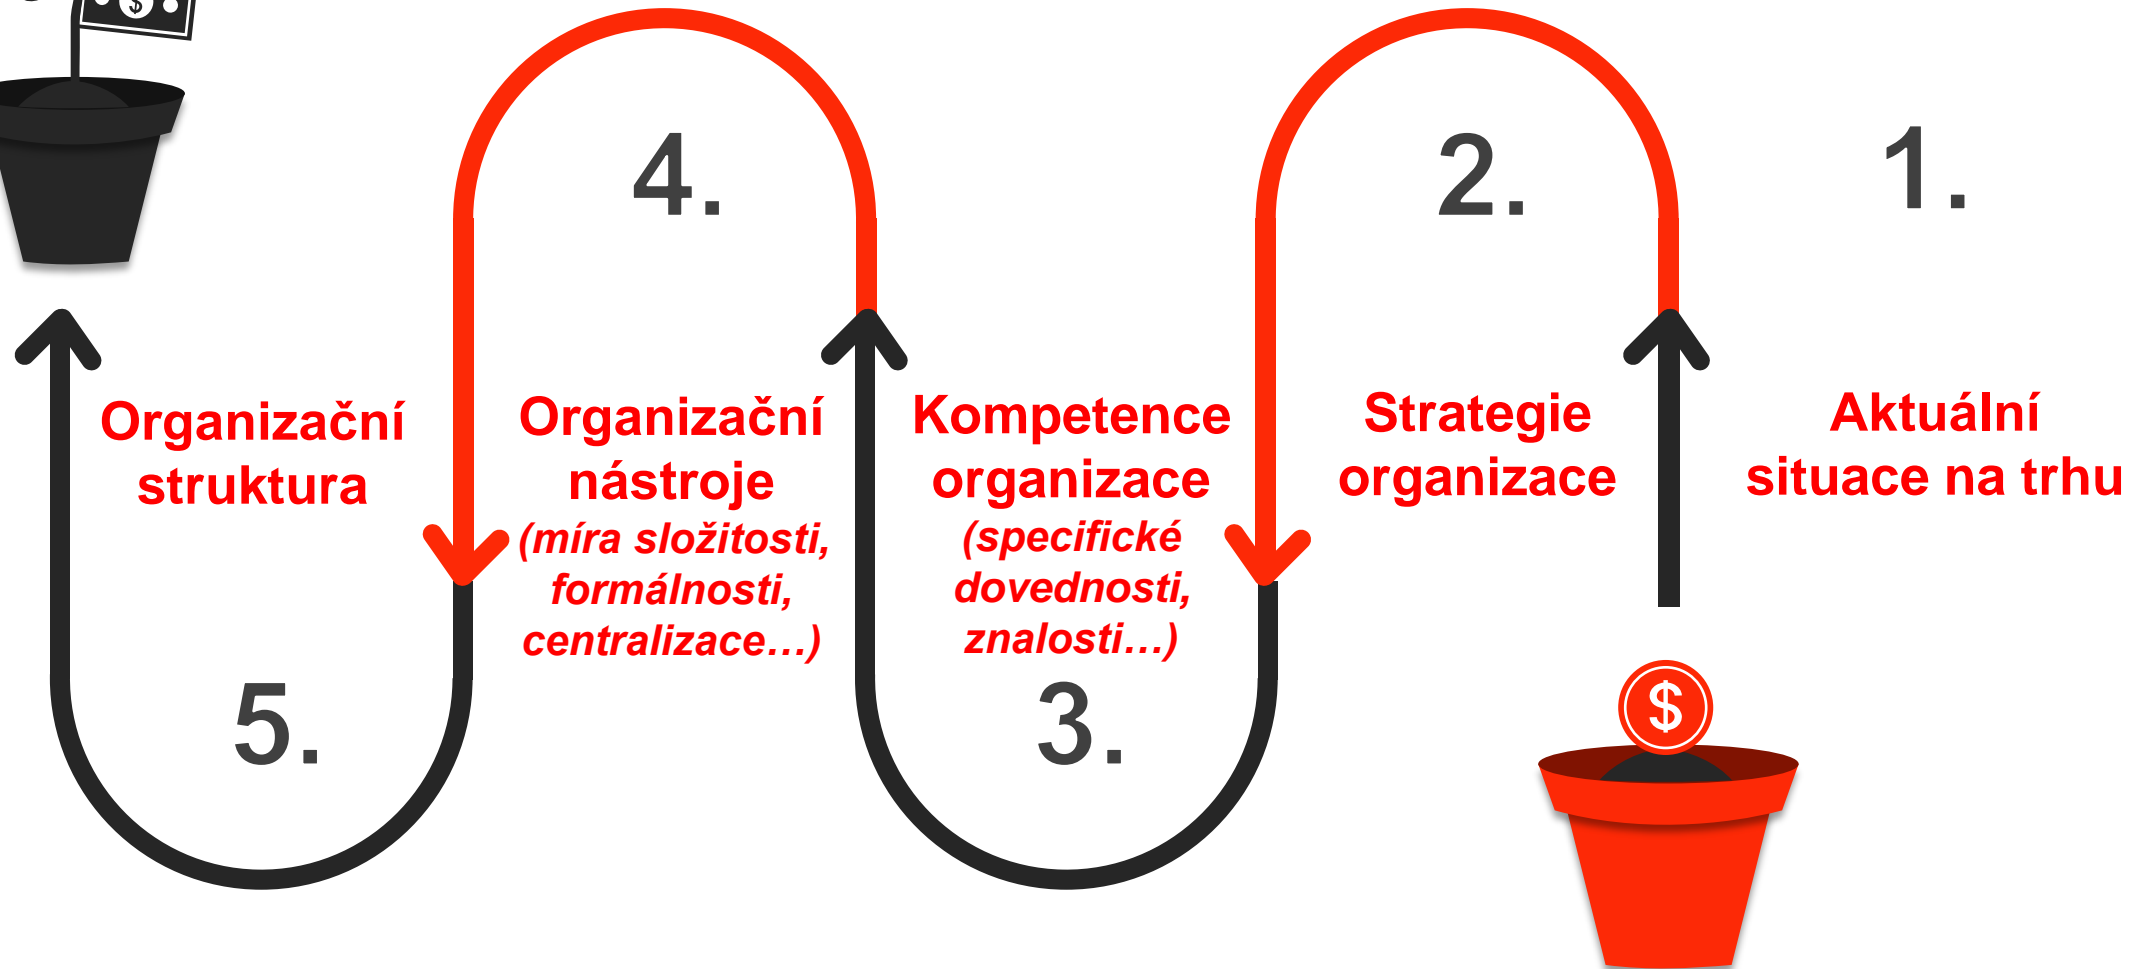 4.
2.
1.
Organizační
struktura
5.
Organizační
nástroje
(míra složitosti,
formálnosti,
centralizace…)
Kompetence
organizace
(specifické
dovednosti,
znalosti…)
3.
Strategie
organizace
Aktuální
situace na trhu
$
$